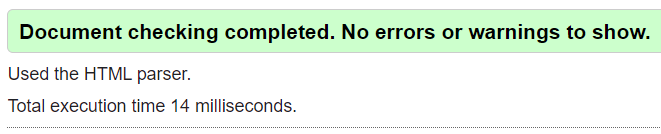 Document checking completed. No errors or warnings to show.
Used the HTML parser.
Total execution time 14 milliseconds.